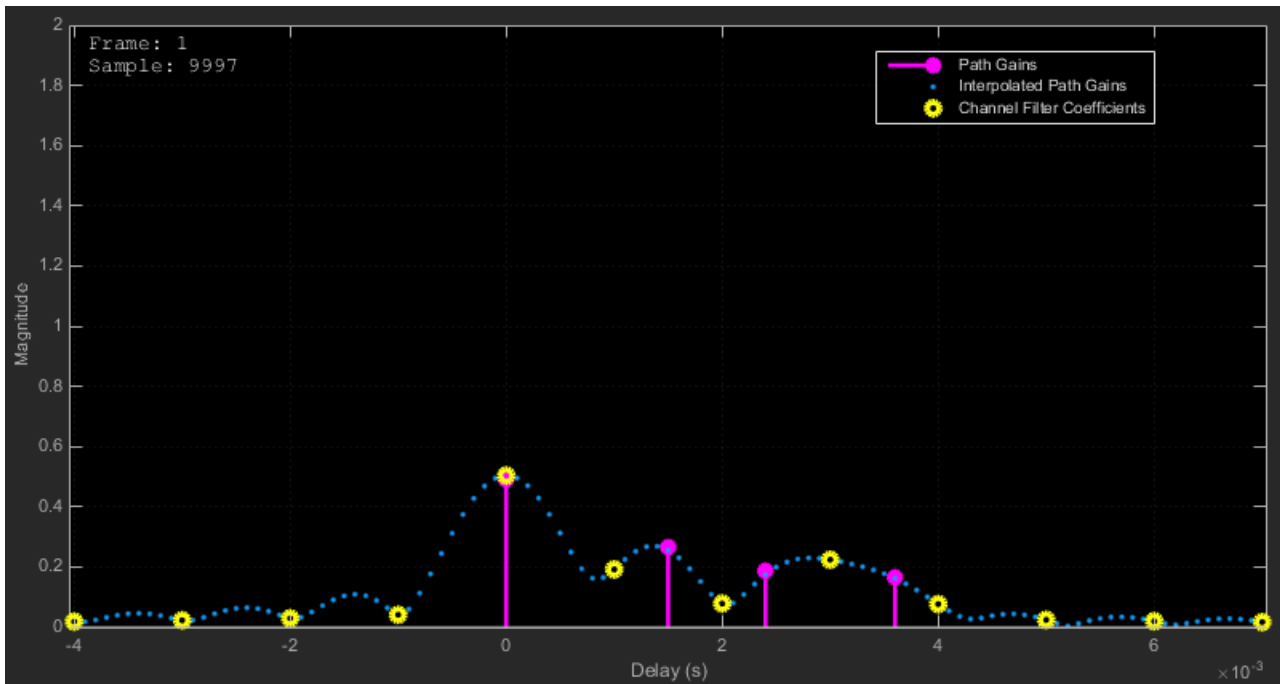 Frame: 1
Sample: 9997
Path Gains
Interpolated Path Gains
Channel Filter Coefficients
Magnitude
2
1.8
1.6
1.4
1.2
1
0.8
0.6
0.4
0.2
0
-4
-2
0
2
4
6
Delay (s)
×10⁻³